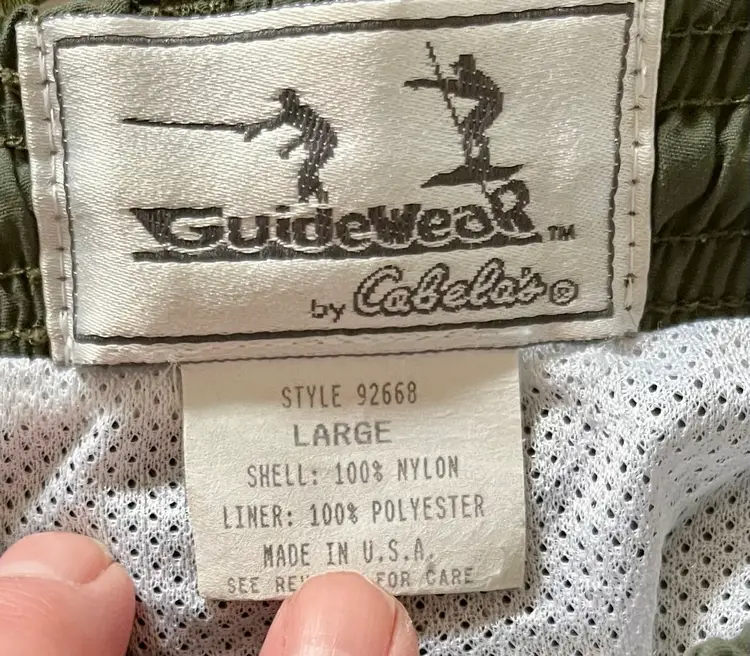 GuideWear™
by Cabela's®
STYLE 92668
LARGE
SHELL: 100% NYLON
LINER: 100% POLYESTER
MADE IN U.S.A.
SEE FOR CARE